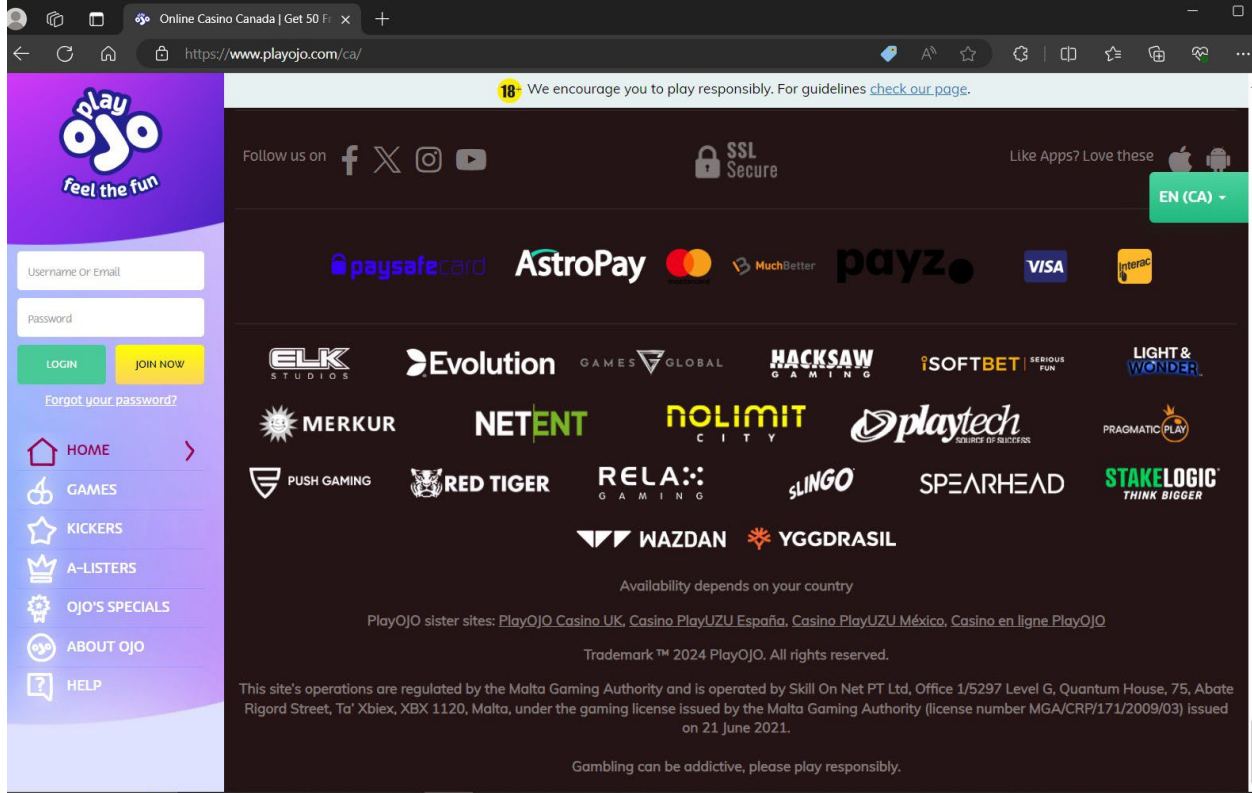 Online Casino Canada | Get 50 Fr
https://www.playojo.com/ca/
play
OJO
feel the fun
Username Or Email
Password
LOGIN
JOIN NOW
Forgot your password?
HOME
GAMES
KICKERS
A-LISTERS
OJO'S SPECIALS
ABOUT OJO
HELP
18+ We encourage you to play responsibly. For guidelines check our page.
Follow us on
SSL
Secure
Like Apps? Love these
EN (CA)
paysafecard AstroPay mastercard MuchBetter payz VISA Interac
ELK
STUDIOS
Evolution
GAMES GLOBAL
HACKSAW
GAMING
iSOFTBET SERIOUS
FUN
LIGHT &
WONDER
MERKUR
NETENT
NOLIMIT
CITY
playtech
SOURCE OF SUCCESS
PRAGMATIC PLAY
PUSH GAMING
RED TIGER
RELAX
GAMING
SLINGO
SPEARHEAD
STAKELOGIC
THINK BIGGER
WAZDAN
YGGDRASIL
Availability depends on your country
PlayOJO sister sites: PlayOJO Casino UK, Casino PlayUZU España, Casino PlayUZU México, Casino en ligne PlayOJO
Trademark ™ 2024 PlayOJO. All rights reserved.
This site's operations are regulated by the Malta Gaming Authority and is operated by Skill On Net PT Ltd, Office 1/5297 Level G, Quantum House, 75, Abate
Rigord Street, Ta' Xbiex, XBX 1120, Malta, under the gaming license issued by the Malta Gaming Authority (license number MGA/CRP/171/2009/03) issued
on 21 June 2021.
Gambling can be addictive, please play responsibly.